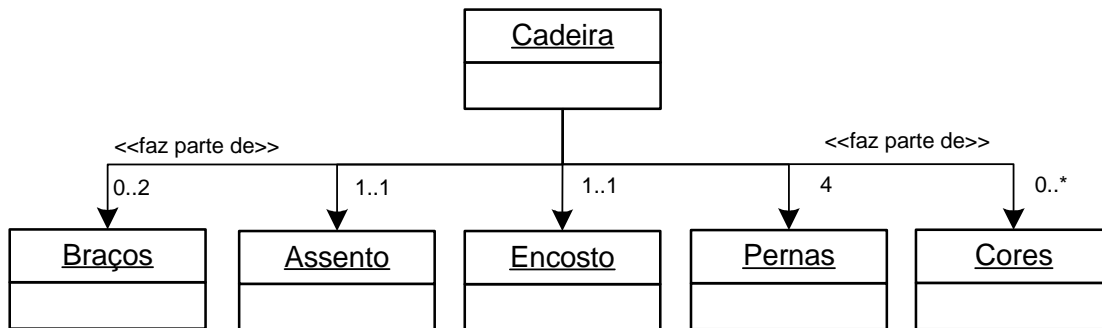 Cadeira
<<faz parte de>>
<<faz parte de>>
0..2
1..1
1..1
4
0..*
Braços
Assento
Encosto
Pernas
Cores